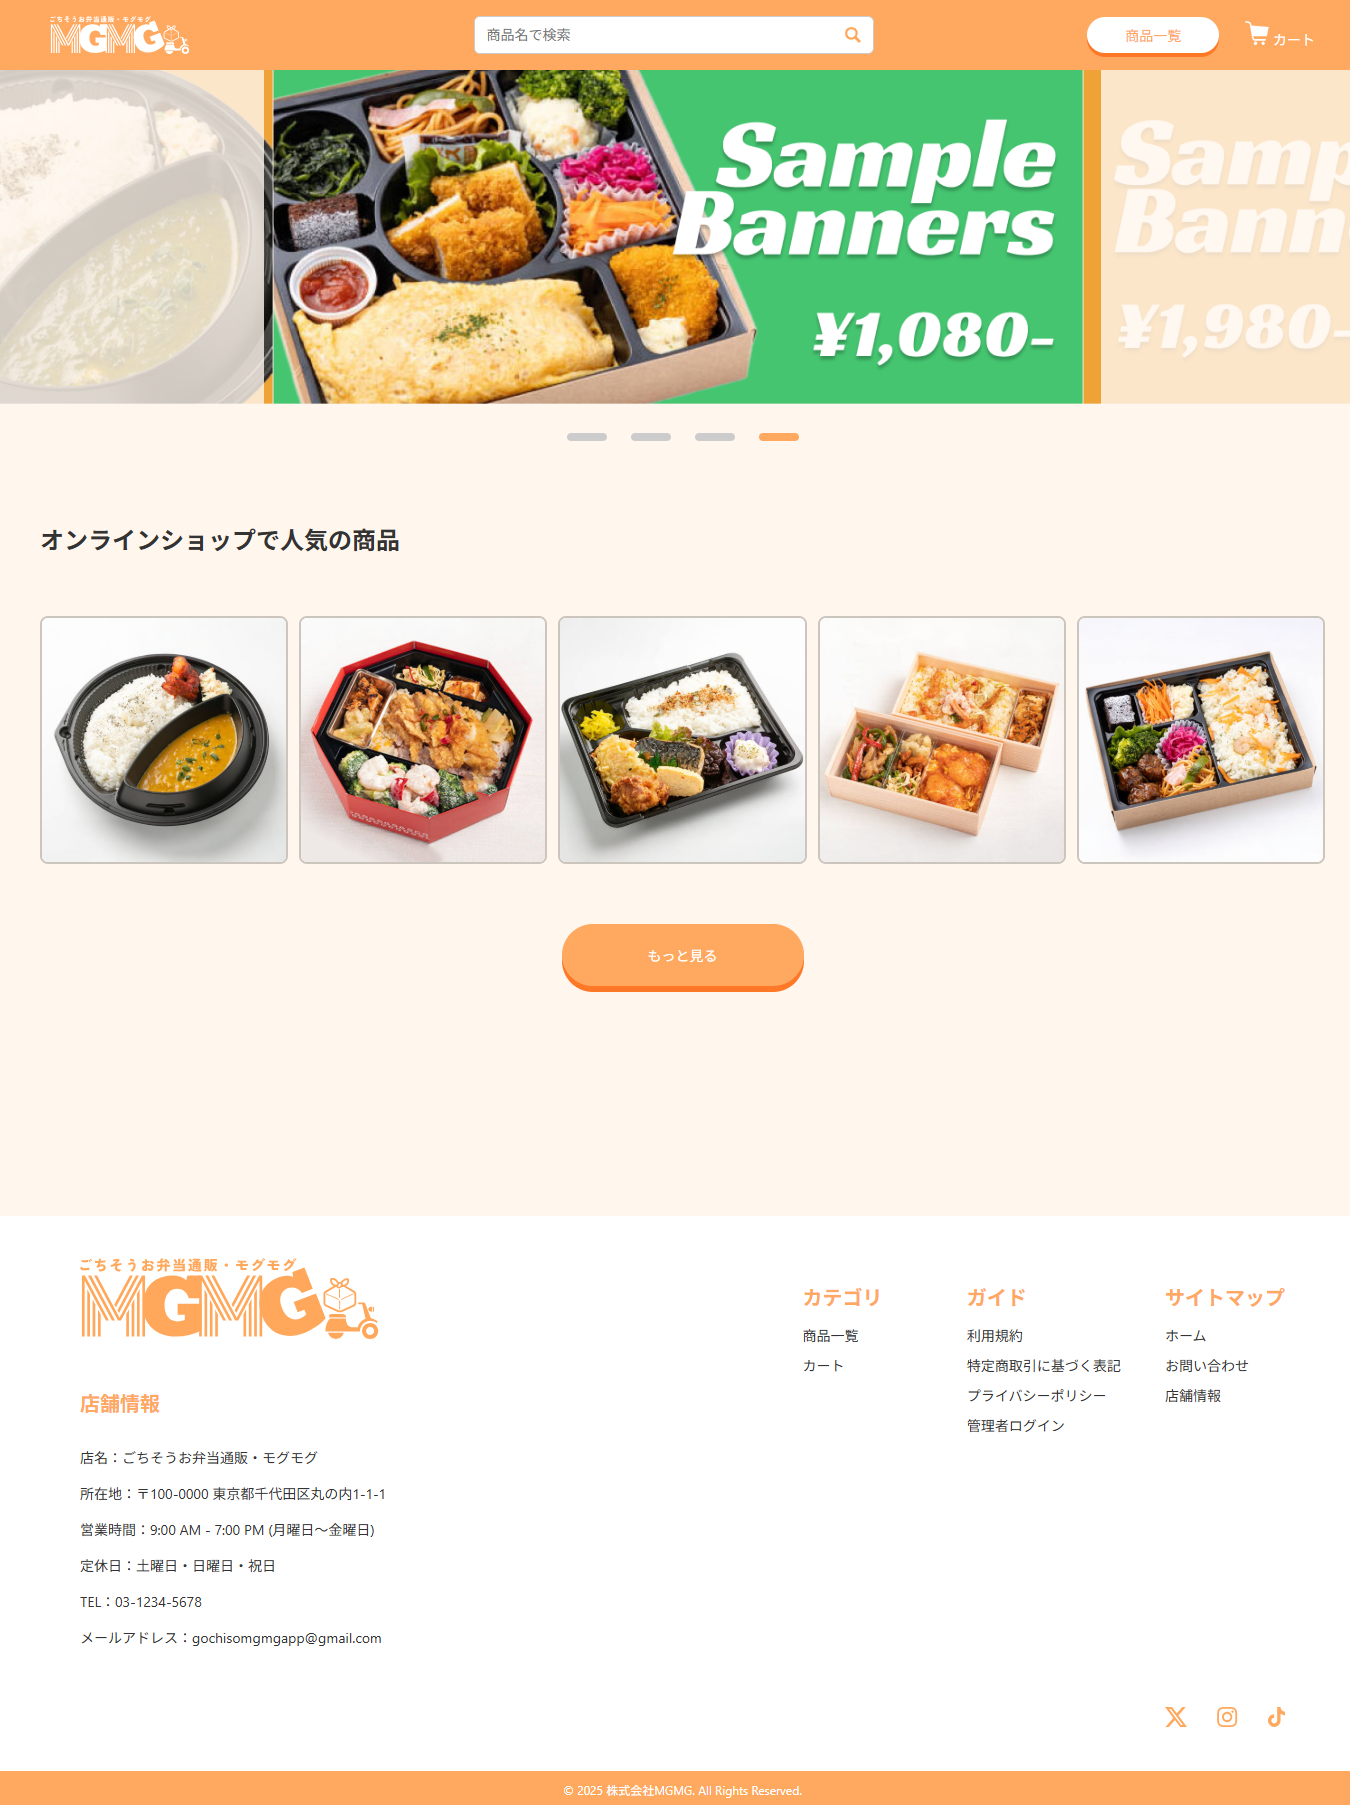 ごちそうお弁当通販・モグモグ
MGMG
商品名で検索
商品一覧
カート
Sample
Banners
¥1,080-
Samp
Bann
¥1,980-
オンラインショップで人気の商品
もっと見る
ごちそうお弁当通販・モグモグ
MGMG
店舗情報
店名：ごちそうお弁当通販・モグモグ
所在地：〒100-0000 東京都千代田区丸の内1-1-1
営業時間：9:00 AM - 7:00 PM (月曜日〜金曜日)
定休日：土曜日・日曜日・祝日
TEL：03-1234-5678
メールアドレス：gochisomgmgapp@gmail.com
カテゴリ
商品一覧
カート
ガイド
利用規約
特定商取引に基づく表記
プライバシーポリシー
管理者ログイン
サイトマップ
ホーム
お問い合わせ
店舗情報
© 2025 株式会社MGMG. All Rights Reserved.